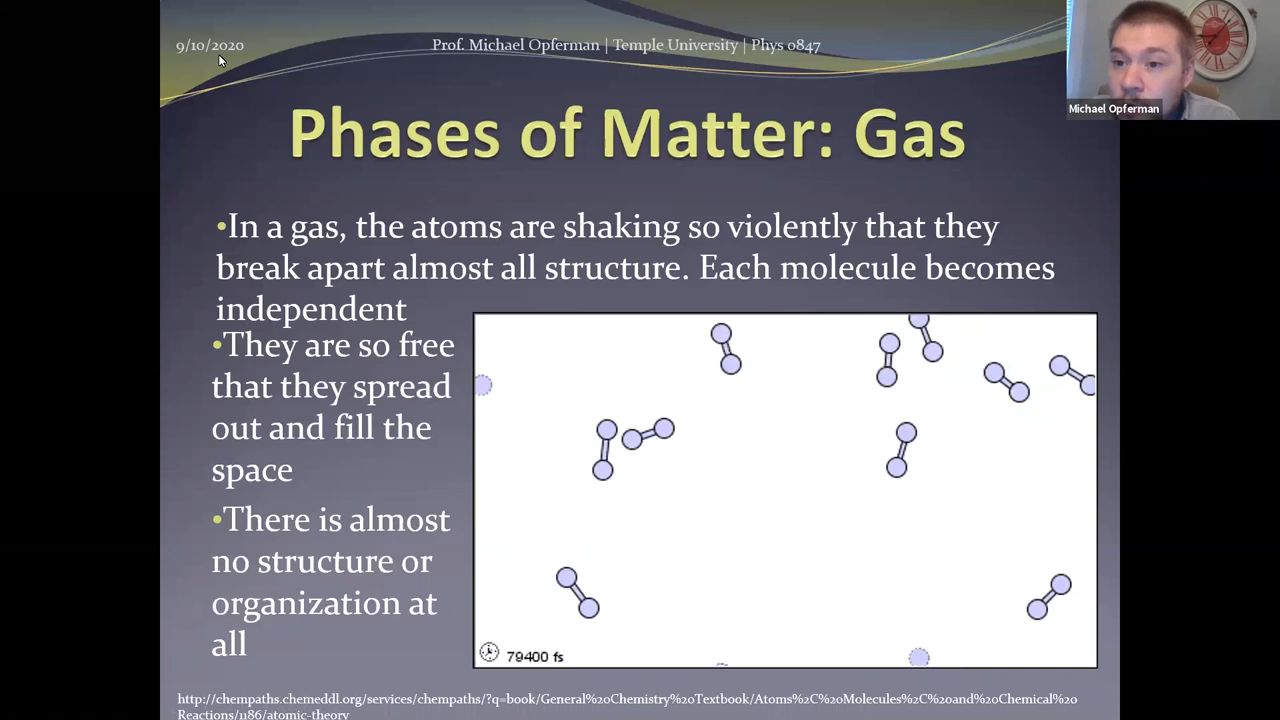 9/10/2020
Prof. Michael Opferman | Temple University | Phys 0847
Michael Opferman
Phases of Matter: Gas
•In a gas, the atoms are shaking so violently that they
break apart almost all structure. Each molecule becomes
independent
•They are so free
that they spread
out and fill the
space
•There is almost
no structure or
organization at
all
79400 fs
http://chempaths.chemeddl.org/services/chempaths/?q=book/General%20Chemistry%20Textbook/Atoms%2C%20Molecules%2C%20and%20Chemical%20
Reactions/1186/atomic-theory